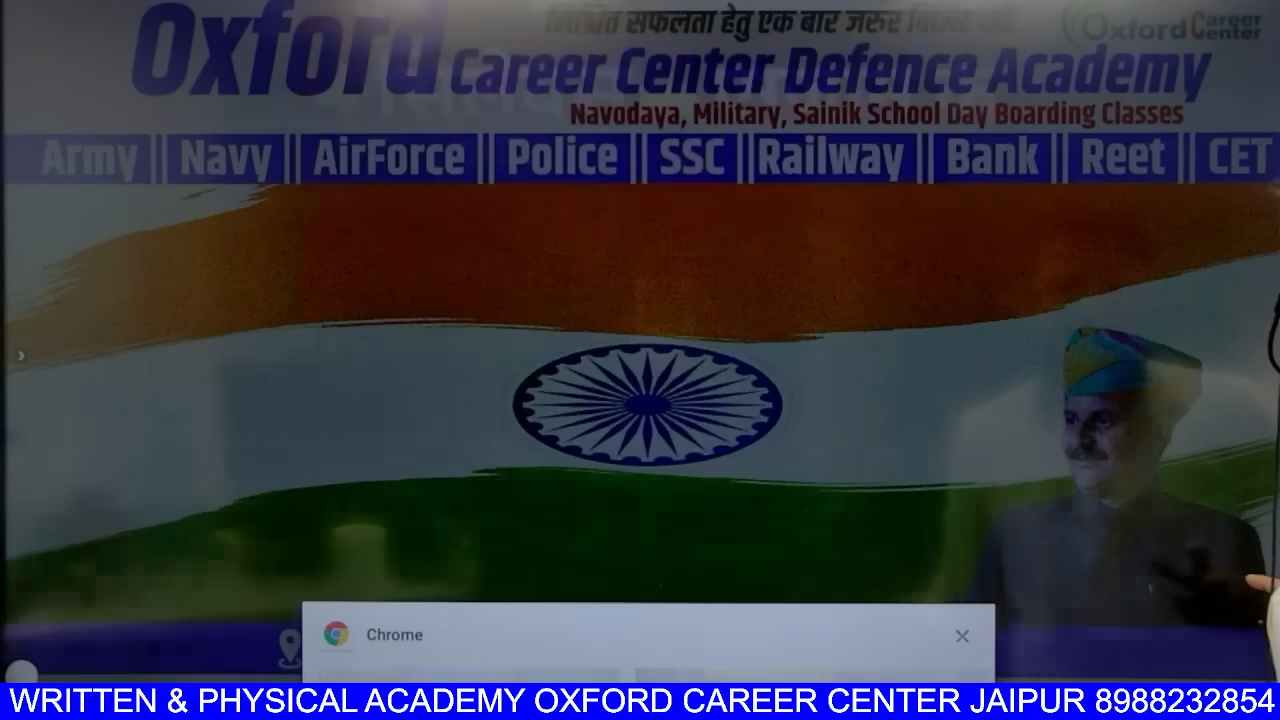 Oxford
निश्चित सफलता हेतु एक बार जरुर विजिट करें
Oxford Career Center
Career Center Defence Academy
Navodaya, Military, Sainik School Day Boarding Classes
Army || Navy || AirForce || Police || SSC || Railway || Bank || Reet || CET
Chrome
WRITTEN & PHYSICAL ACADEMY OXFORD CAREER CENTER JAIPUR 8988232854